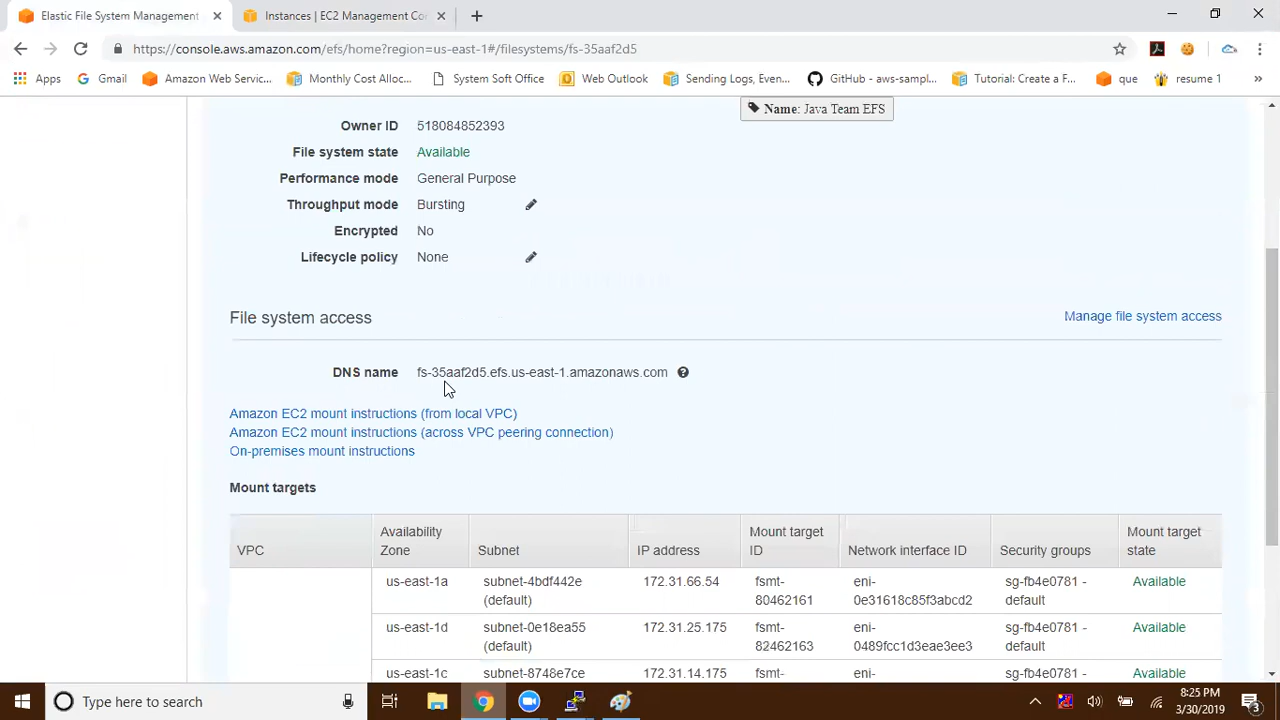 Elastic File System Management
Instances | EC2 Management Con
https://console.aws.amazon.com/efs/home?region=us-east-1#/filesystems/fs-35aaf2d5
Apps
Gmail
Amazon Web Servic...
Monthly Cost Alloc...
System Soft Office
Web Outlook
Sending Logs, Even...
GitHub - aws-sampl...
Tutorial: Create a F...
que
resume 1
»
Name: Java Team EFS
Owner ID 518084852393
File system state Available
Performance mode General Purpose
Throughput mode Bursting
Encrypted No
Lifecycle policy None
File system access
Manage file system access
DNS name fs-35aaf2d5.efs.us-east-1.amazonaws.com
Amazon EC2 mount instructions (from local VPC)
Amazon EC2 mount instructions (across VPC peering connection)
On-premises mount instructions
Mount targets
VPC
Availability Zone
Subnet
IP address
Mount target ID
Network interface ID
Security groups
Mount target state
us-east-1a subnet-4bdf442e (default) 172.31.66.54 fsmt-80462161 eni-0e31618c85f3abcd2 sg-fb4e0781 - default Available
us-east-1d subnet-0e18ea55 (default) 172.31.25.175 fsmt-82462163 eni-0489fcc1d3eae3ee3 sg-fb4e0781 - default Available
us-east-1c subnet-8748e7ce 172.31.14.175 fsmt- eni- sg-fb4e0781 - Available
Type here to search
8:25 PM
3/30/2019
3